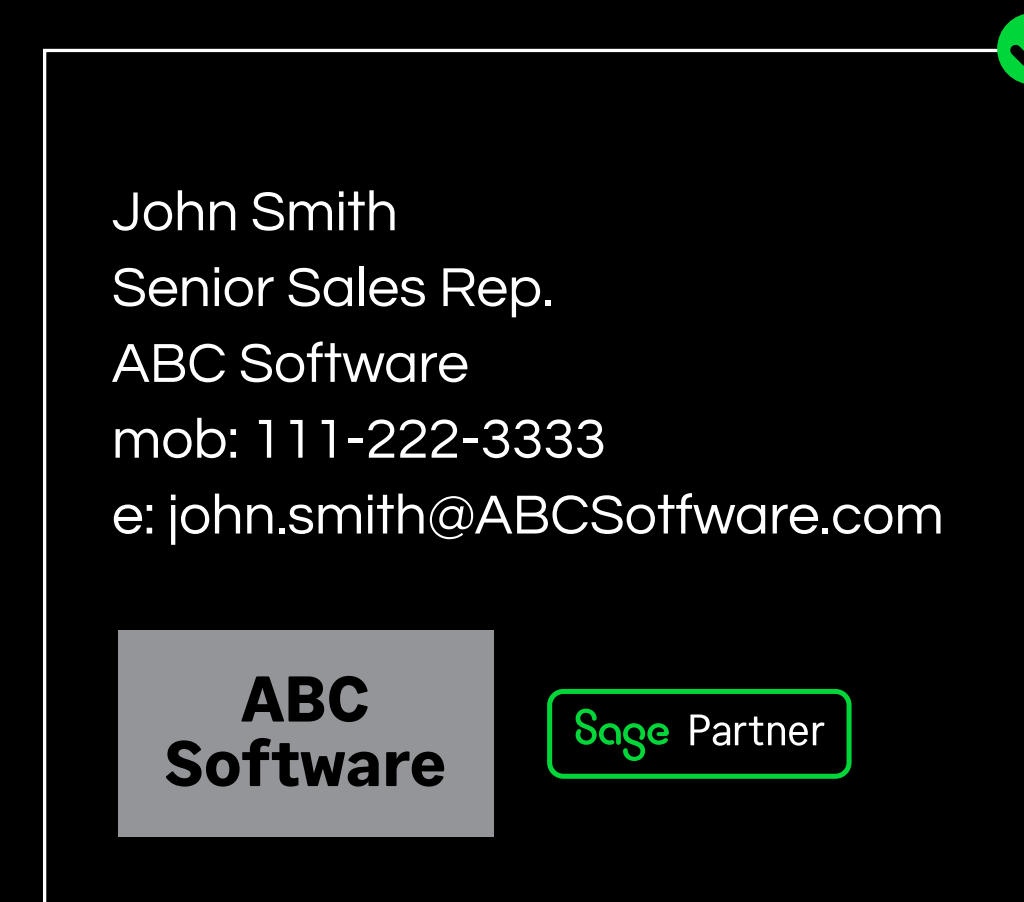 John Smith
Senior Sales Rep.
ABC Software
mob: 111-222-3333
e: john.smith@ABCSotfware.com
ABC
Software
Sage Partner